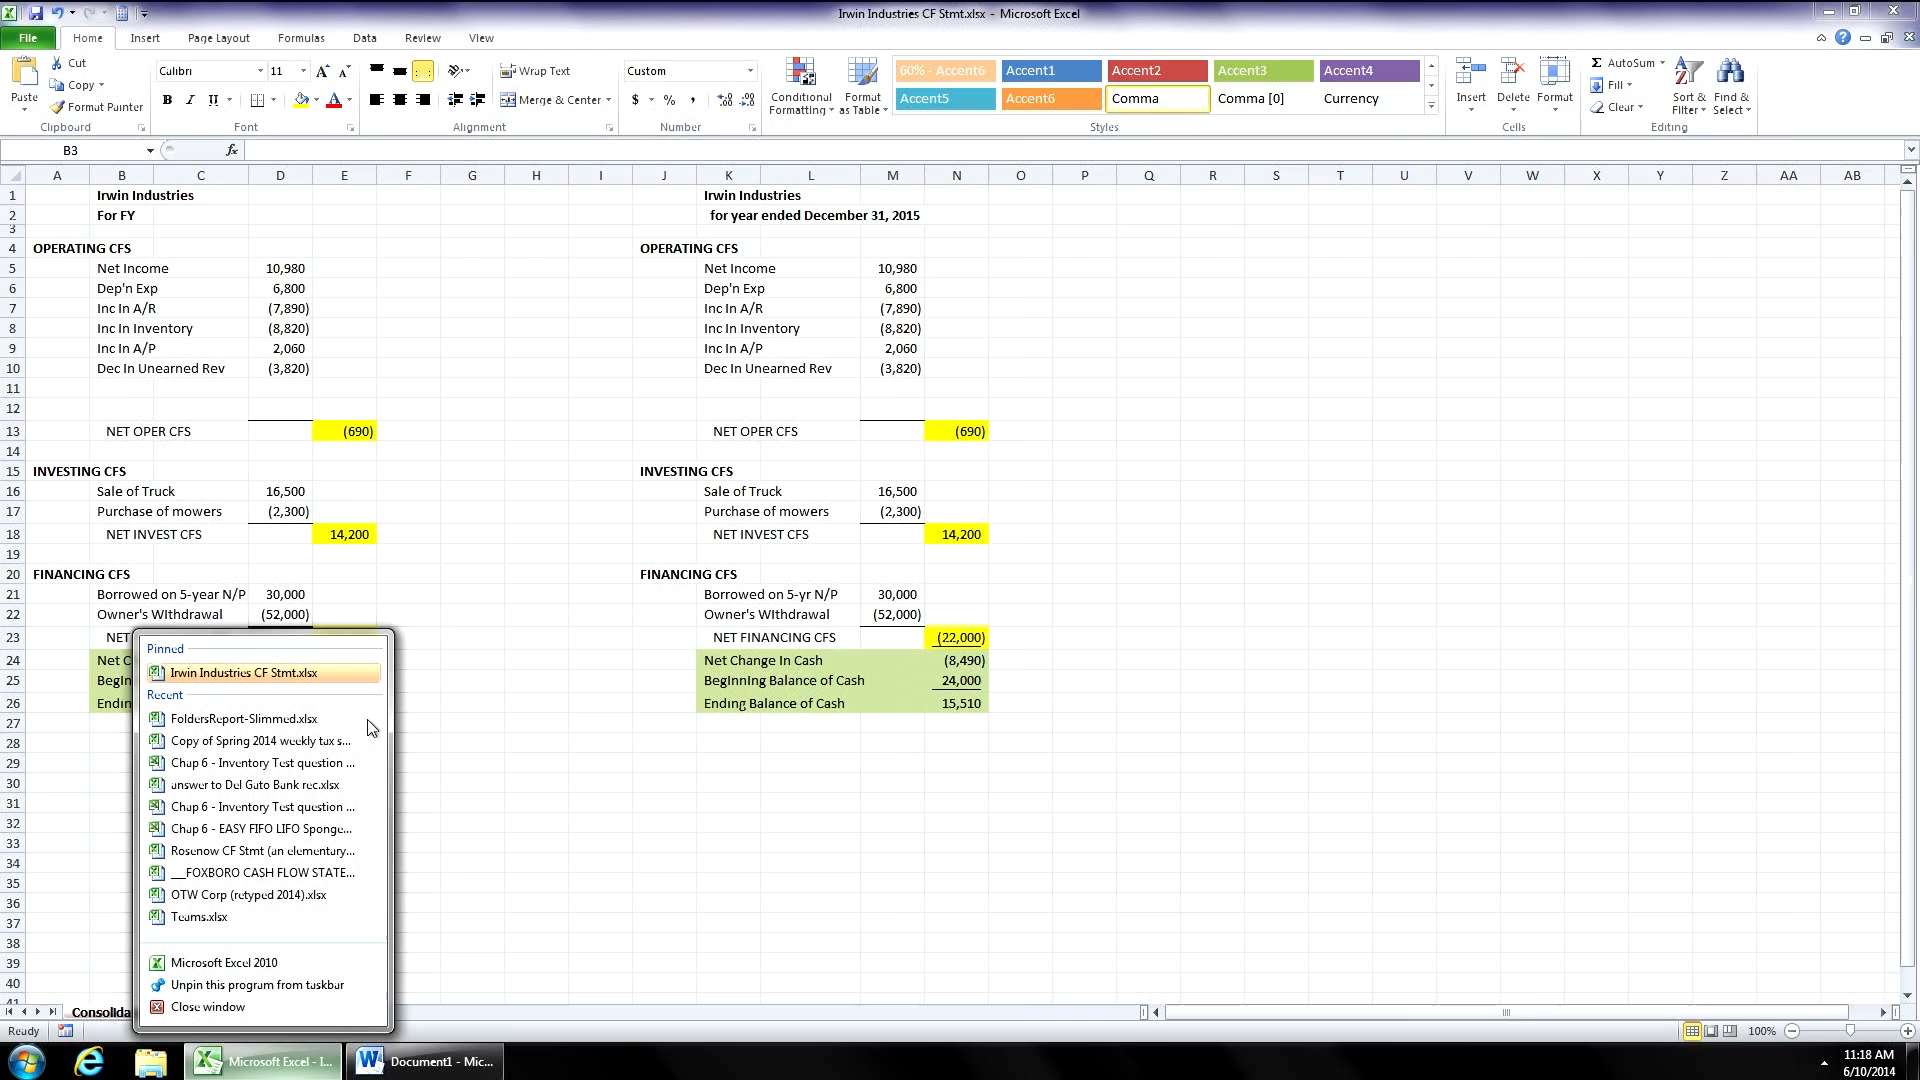 Irwin Industries CF Stmt.xlsx - Microsoft Excel
File Home Insert Page Layout Formulas Data Review View
Cut
Copy
Format Painter
Paste
Clipboard
Calibri 11
B I U
Font
Wrap Text
Merge & Center
Alignment
Custom
$ % ,
Number
Conditional Formatting
Format as Table
60% - Accent6 Accent1 Accent2 Accent3 Accent4
Accent5 Accent6 Comma Comma [0] Currency
Styles
Insert Delete Format
Cells
Σ AutoSum
Fill
Clear
Sort & Filter
Find & Select
Editing
B3 fx
A B C D E F G H I J K L M N O P Q R S T U V W X Y Z AA AB
1 Irwin Industries Irwin Industries
2 For FY for year ended December 31, 2015
3
4 OPERATING CFS OPERATING CFS
5 Net Income 10,980 Net Income 10,980
6 Dep'n Exp 6,800 Dep'n Exp 6,800
7 Inc In A/R (7,890) Inc In A/R (7,890)
8 Inc In Inventory (8,820) Inc In Inventory (8,820)
9 Inc In A/P 2,060 Inc In A/P 2,060
10 Dec In Unearned Rev (3,820) Dec In Unearned Rev (3,820)
11
12
13 NET OPER CFS (690) NET OPER CFS (690)
14
15 INVESTING CFS INVESTING CFS
16 Sale of Truck 16,500 Sale of Truck 16,500
17 Purchase of mowers (2,300) Purchase of mowers (2,300)
18 NET INVEST CFS 14,200 NET INVEST CFS 14,200
19
20 FINANCING CFS FINANCING CFS
21 Borrowed on 5-year N/P 30,000 Borrowed on 5-yr N/P 30,000
22 Owner's WIthdrawal (52,000) Owner's WIthdrawal (52,000)
23 NET NET FINANCING CFS (22,000)
24 Net C Net Change In Cash (8,490)
25 Begin BegInnIng Balance of Cash 24,000
26 Endin EndIng Balance of Cash 15,510
27
28
29
30
31
32
33
34
35
36
37
38
39
40
41
Pinned
Irwin Industries CF Stmt.xlsx
Recent
FoldersReport-Slimmed.xlsx
Copy of Spring 2014 weekly tax s...
Chap 6 - Inventory Test question ...
answer to Del Gato Bank rec.xlsx
Chap 6 - Inventory Test question ...
Chap 6 - EASY FIFO LIFO Sponge...
Rosenow CF Stmt (an elementary...
__FOXBORO CASH FLOW STATE...
OTW Corp (retyped 2014).xlsx
Teams.xlsx
Microsoft Excel 2010
Unpin this program from taskbar
Close window
Consolida
Ready 100%
Microsoft Excel - I...
Document1 - Mic...
11:18 AM
6/10/2014